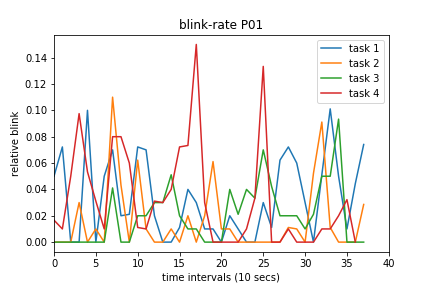 blink-rate P01
task 1
task 2
task 3
task 4
relative blink
0.14
0.12
0.10
0.08
0.06
0.04
0.02
0.00
0 5 10 15 20 25 30 35 40
time intervals (10 secs)